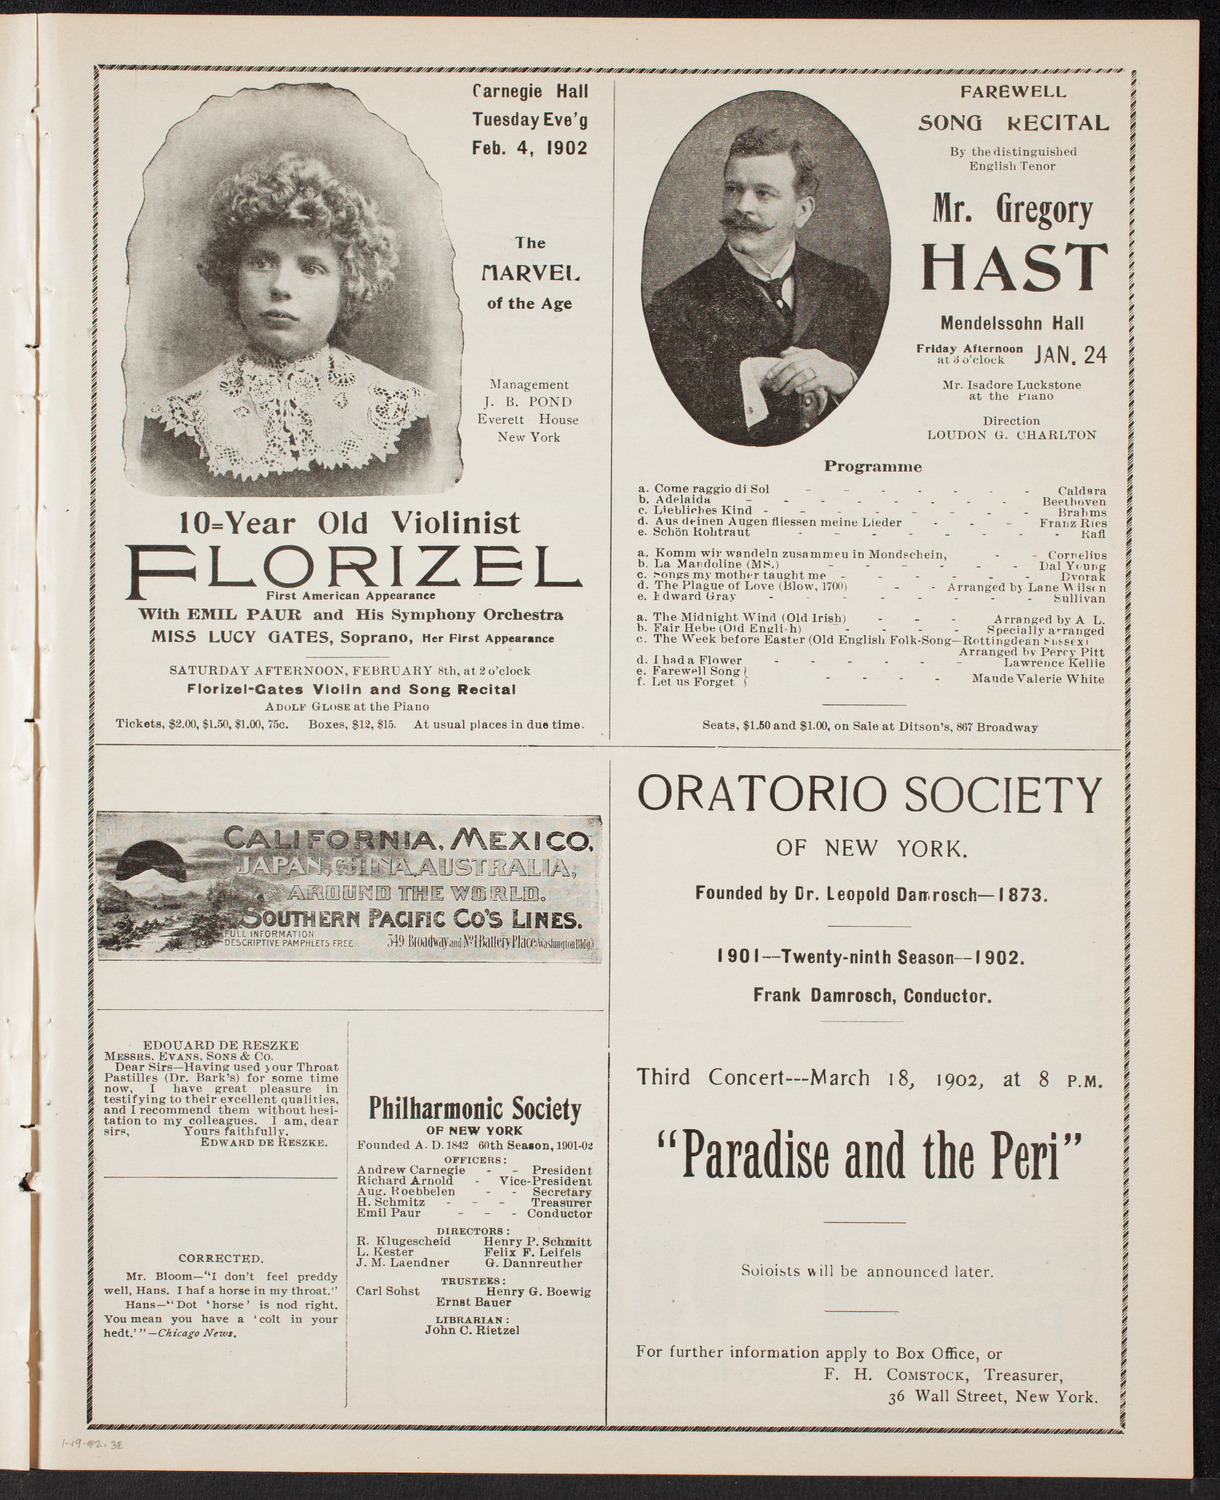 Carnegie Hall
Tuesday Eve'g
Feb. 4, 1902
The
MARVEL
of the Age
Management
J. B. POND
Everett House
New York
10=Year Old Violinist
FLORIZEL
First American Appearance
With EMIL PAUR and His Symphony Orchestra
MISS LUCY GATES, Soprano, Her First Appearance
SATURDAY AFTERNOON, FEBRUARY 8th, at 2 o'clock
Florizel-Gates Violin and Song Recital
ADOLF GLOSE at the Piano
Tickets, $2.00, $1.50, $1.00, 75c. Boxes, $12, $15. At usual places in due time.
FAREWELL
SONG RECITAL
By the distinguished
English Tenor
Mr. Gregory
HAST
Mendelssohn Hall
Friday Afternoon
at 3 o'clock JAN. 24
Mr. Isadore Luckstone
at the Piano
Direction
LOUDON G. CHARLTON
Programme
a. Come raggio di Sol - - - - - - - Caldara
b. Adelaida - - - - - - - - - Beethoven
c. Liebliches Kind - - - - - - - - - Brahms
d. Aus deinen Augen fliessen meine Lieder - - - Franz Ries
e. Schön Rohtraut - - - - - - - - - Raff
a. Komm wir wandeln zusammeu in Mondschein, - - Cornelius
b. La Mandoline (MS.) - - - - - - - Dal Young
c. Songs my mother taught me - - - - - - Dvorak
d. The Plague of Love (Blow, 1700) - - Arranged by Lane Wilson
e. Edward Gray - - - - - - - - Sullivan
a. The Midnight Wind (Old Irish) - - - Arranged by A. L.
b. Fair Hebe (Old English) - - - - - Specially arranged
c. The Week before Easter (Old English Folk-Song—Rottingdean Sussex)
Arranged by Percy Pitt
d. I had a Flower - - - - - - Lawrence Kellie
e. Farewell Song }
f. Let us Forget } - - - - Maude Valerie White
Seats, $1.50 and $1.00, on Sale at Ditson's, 867 Broadway
CALIFORNIA, MEXICO,
JAPAN, CHINA, AUSTRALIA,
AROUND THE WORLD.
SOUTHERN PACIFIC CO'S LINES.
FULL INFORMATION
DESCRIPTIVE PAMPHLETS FREE. 349 Broadway and No 1 Battery Place (Washington Bldg.)
EDOUARD DE RESZKE
MESSRS. EVANS, SONS & CO.
Dear Sirs—Having used your Throat
Pastilles (Dr. Bark's) for some time
now, I have great pleasure in
testifying to their excellent qualities,
and I recommend them without hesi-
tation to my colleagues. I am, dear
sirs, Yours faithfully.
EDWARD DE RESZKE.
CORRECTED.
Mr. Bloom—"I don't feel preddy
well, Hans. I haf a horse in my throat."
Hans—"Dot 'horse' is nod right.
You mean you have a 'colt in your
hedt.'"—Chicago News.
Philharmonic Society
OF NEW YORK
Founded A. D. 1842 60th Season, 1901-02
OFFICERS:
Andrew Carnegie - - President
Richard Arnold - Vice-President
Aug. Roebbelen - - Secretary
H. Schmitz - - - Treasurer
Emil Paur - - - Conductor
DIRECTORS:
R. Klugescheid Henry P. Schmitt
L. Kester Felix F. Leifels
J. M. Laendner G. Dannreuther
TRUSTEES:
Carl Sohst Henry G. Boewig
Ernst Bauer
LIBRARIAN:
John C. Rietzel
ORATORIO SOCIETY
OF NEW YORK.
Founded by Dr. Leopold Damrosch—1873.
1901—Twenty-ninth Season—1902.
Frank Damrosch, Conductor.
Third Concert---March 18, 1902, at 8 P.M.
"Paradise and the Peri"
Soloists will be announced later.
For further information apply to Box Office, or
F. H. COMSTOCK, Treasurer,
36 Wall Street, New York.
1-19-02.3E